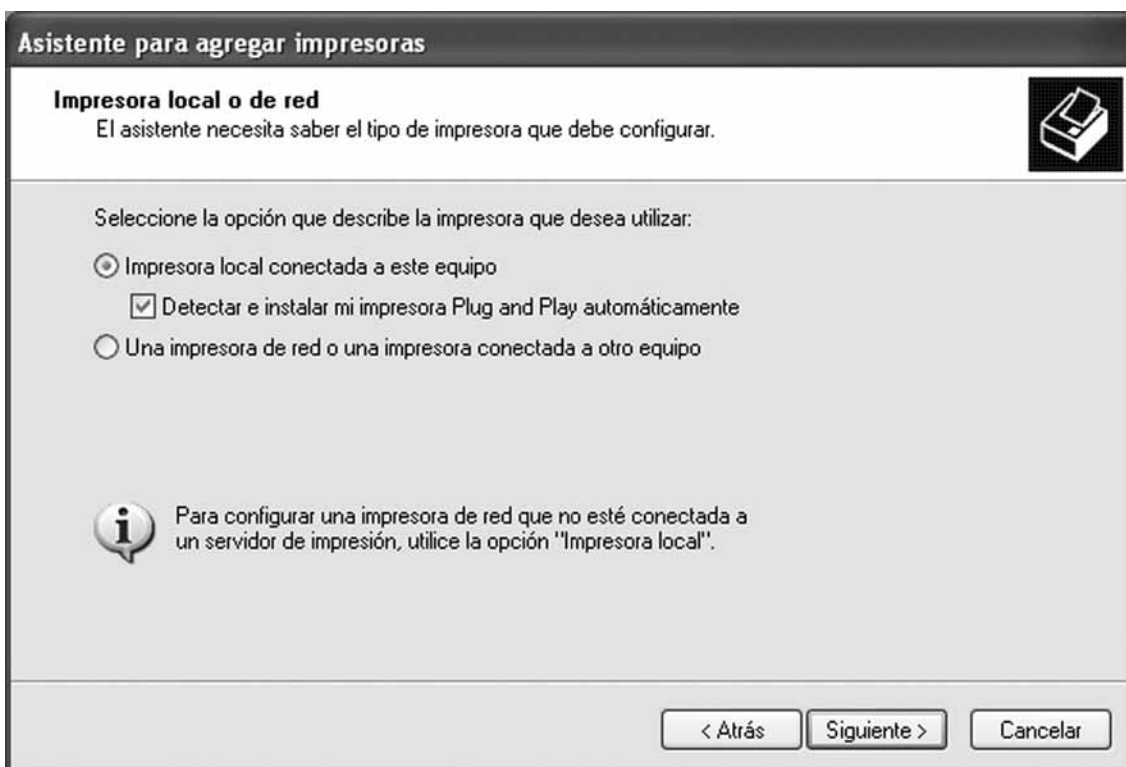 Asistente para agregar impresoras
Impresora local o de red
El asistente necesita saber el tipo de impresora que debe configurar.
Seleccione la opción que describe la impresora que desea utilizar:
Impresora local conectada a este equipo
Detectar e instalar mi impresora Plug and Play automáticamente
Una impresora de red o una impresora conectada a otro equipo
Para configurar una impresora de red que no esté conectada a
un servidor de impresión, utilice la opción "Impresora local".
< Atrás Siguiente > Cancelar